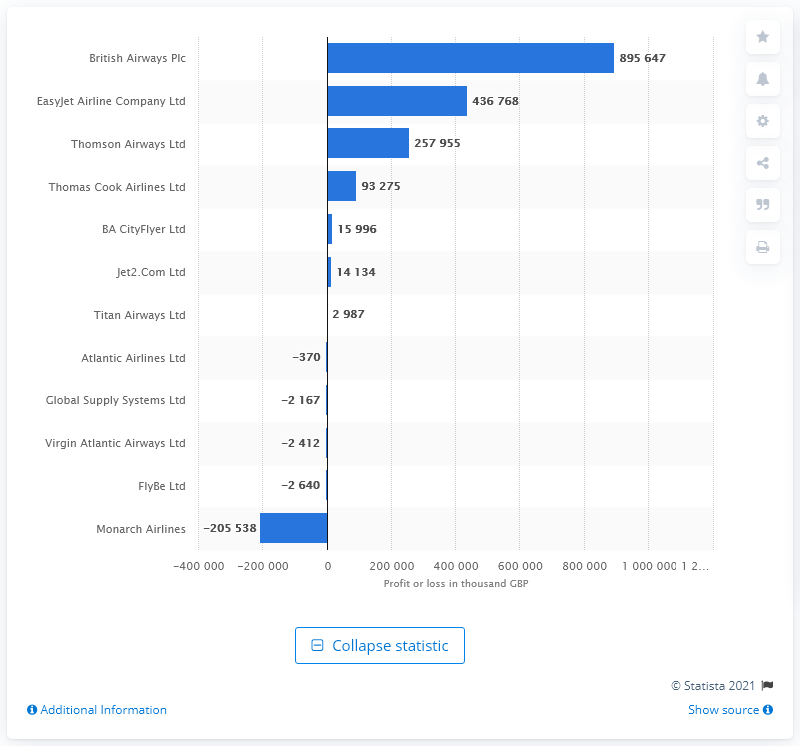 British Airways Plc 895 647
EasyJet Airline Company Ltd 436 768
Thomson Airways Ltd 257 955
Thomas Cook Airlines Ltd 93 275
BA CityFlyer Ltd 15 996
Jet2.Com Ltd 14 134
Titan Airways Ltd 2 987
Atlantic Airlines Ltd −370
Global Supply Systems Ltd −2 167
Virgin Atlantic Airways Ltd −2 412
FlyBe Ltd −2 640
Monarch Airlines −205 538
−400 000 −200 000 0 200 000 400 000 600 000 800 000 1 000 000 1 2…
Profit or loss in thousand GBP
Collapse statistic
© Statista 2021
Additional Information Show source